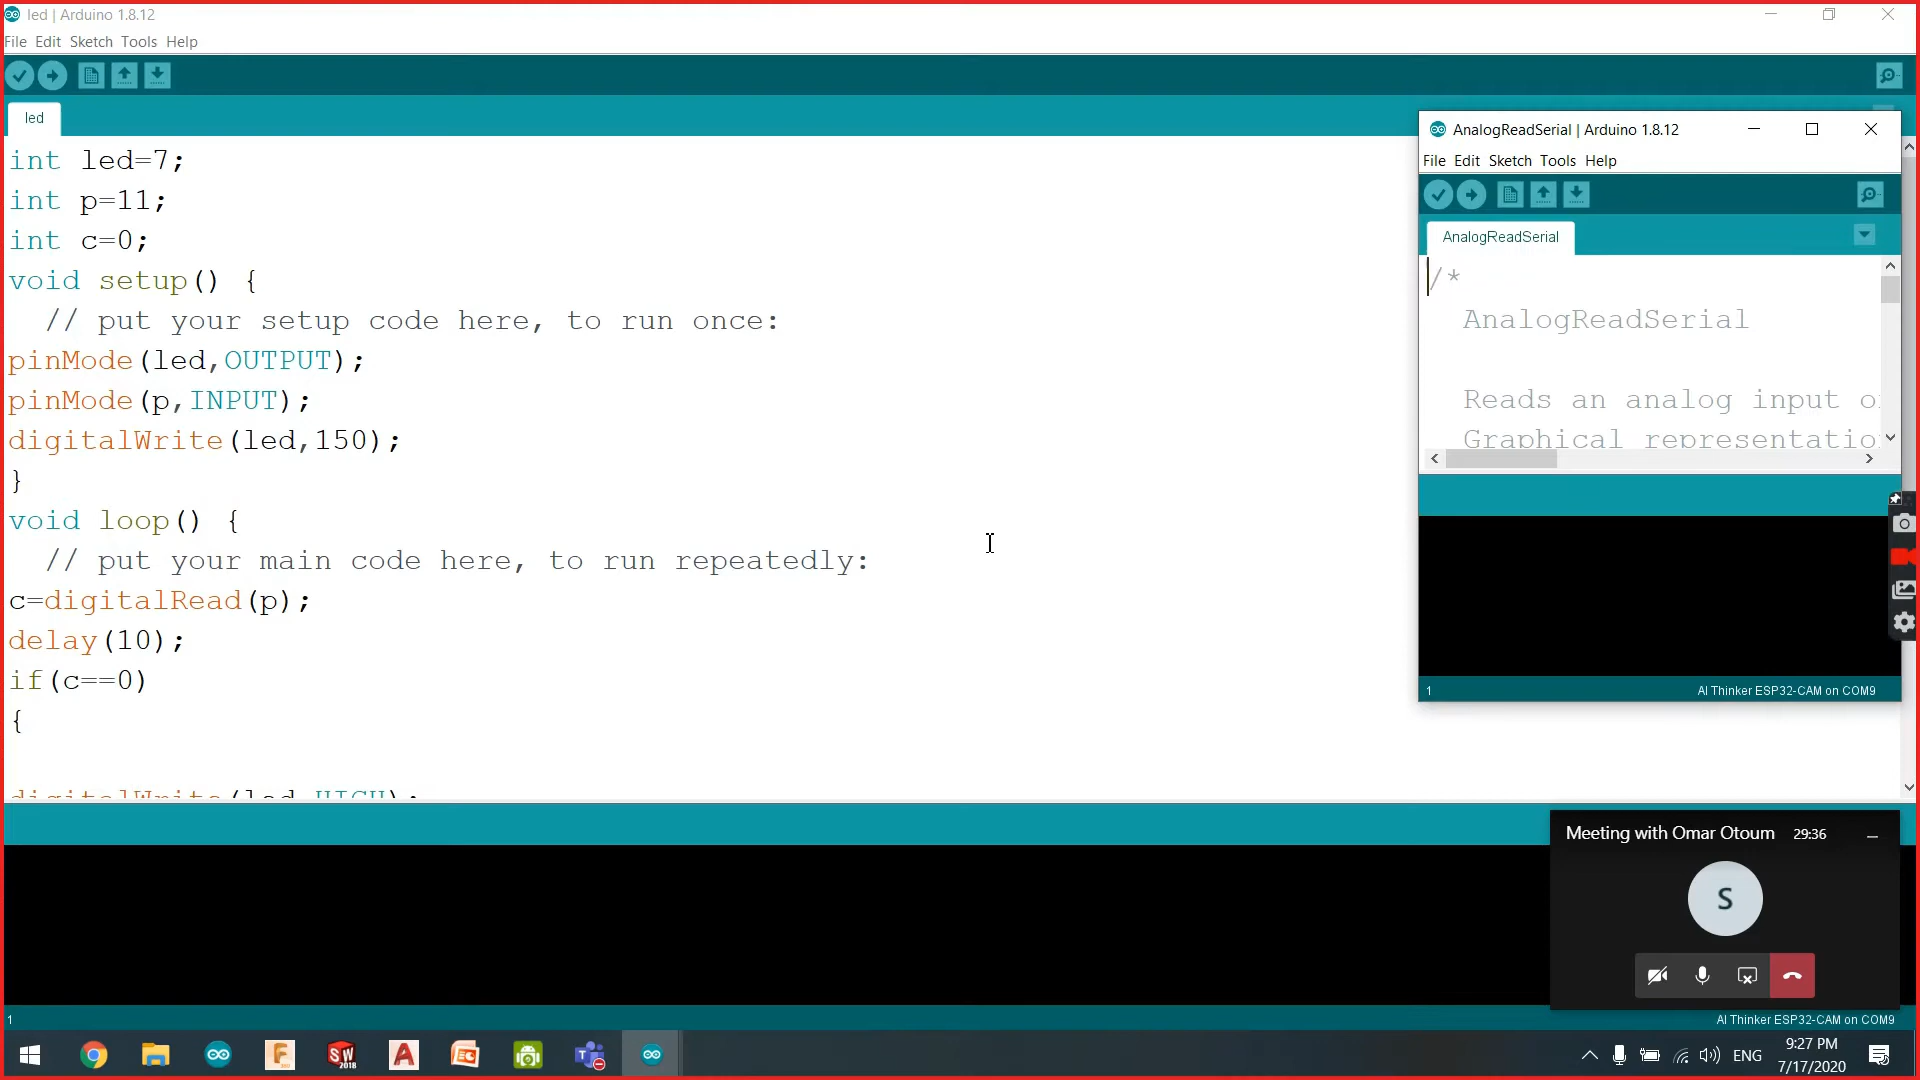 led | Arduino 1.8.12
File Edit Sketch Tools Help
led
int led=7;
int p=11;
int c=0;
void setup() {
// put your setup code here, to run once:
pinMode(led,OUTPUT);
pinMode(p,INPUT);
digitalWrite(led,150);
}
void loop() {
// put your main code here, to run repeatedly:
c=digitalRead(p);
delay(10);
if(c==0)
{
digitalWrite(led,HIGH);
AnalogReadSerial | Arduino 1.8.12
File Edit Sketch Tools Help
AnalogReadSerial
/*
AnalogReadSerial
Reads an analog input o
Graphical representatio
1
AI Thinker ESP32-CAM on COM9
Meeting with Omar Otoum 29:36
S
1
AI Thinker ESP32-CAM on COM9
SW
2018
A
T
ENG
9:27 PM
7/17/2020